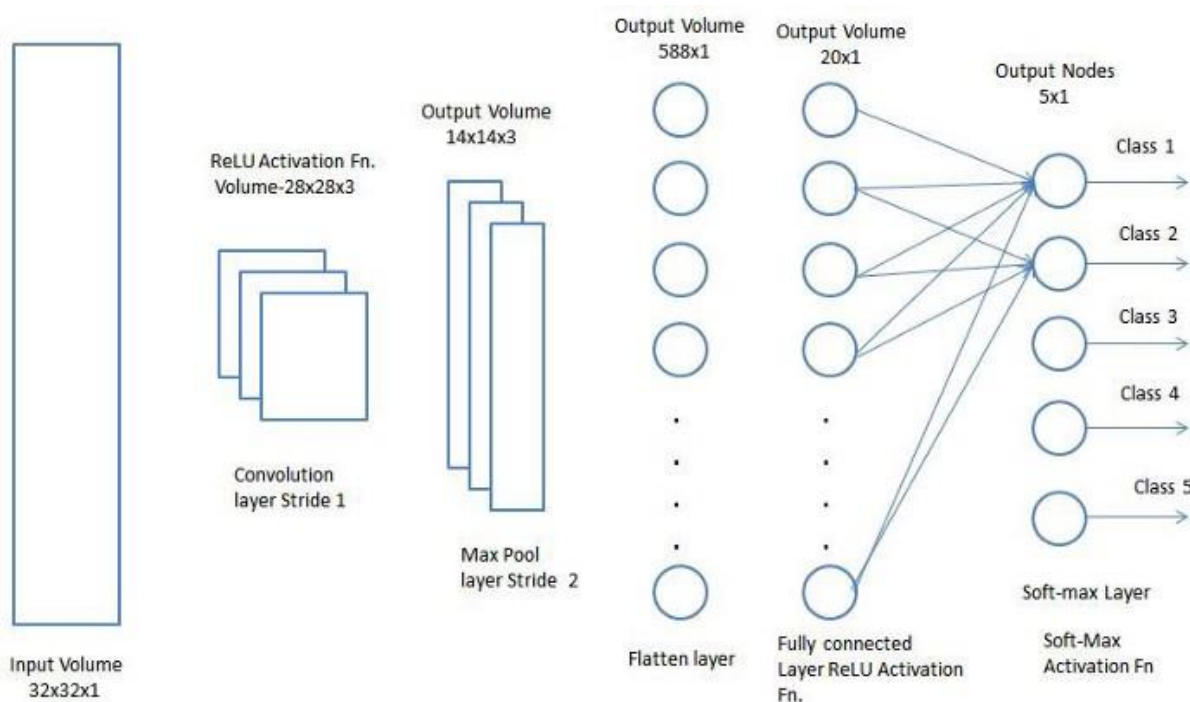 Output Volume
588x1
Output Volume
20x1
Output Nodes
5x1
Output Volume
14x14x3
ReLU Activation Fn.
Volume-28x28x3
Class 1
Class 2
Class 3
Class 4
Class 5
Convolution
layer Stride 1
Max Pool
layer Stride 2
Input Volume
32x32x1
Flatten layer
Fully connected
Layer ReLU Activation
Fn.
Soft-max Layer
Soft-Max
Activation Fn